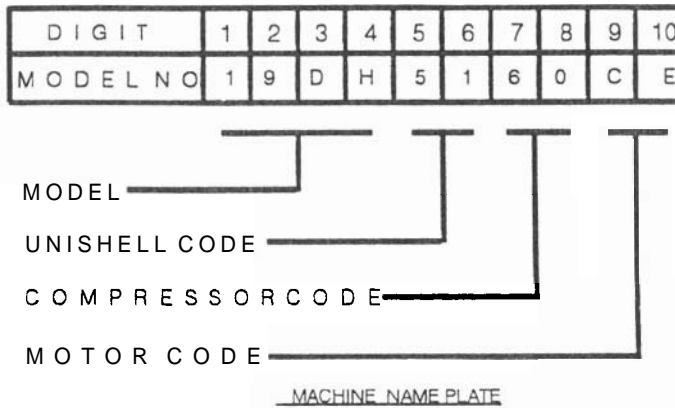 DIGIT 1 2 3 4 5 6 7 8 9 10
MODEL NO 1 9 D H 5 1 6 0 C E
MODEL
UNISHELL CODE
COMPRESSORCODE
MOTOR CODE
MACHINE NAME PLATE